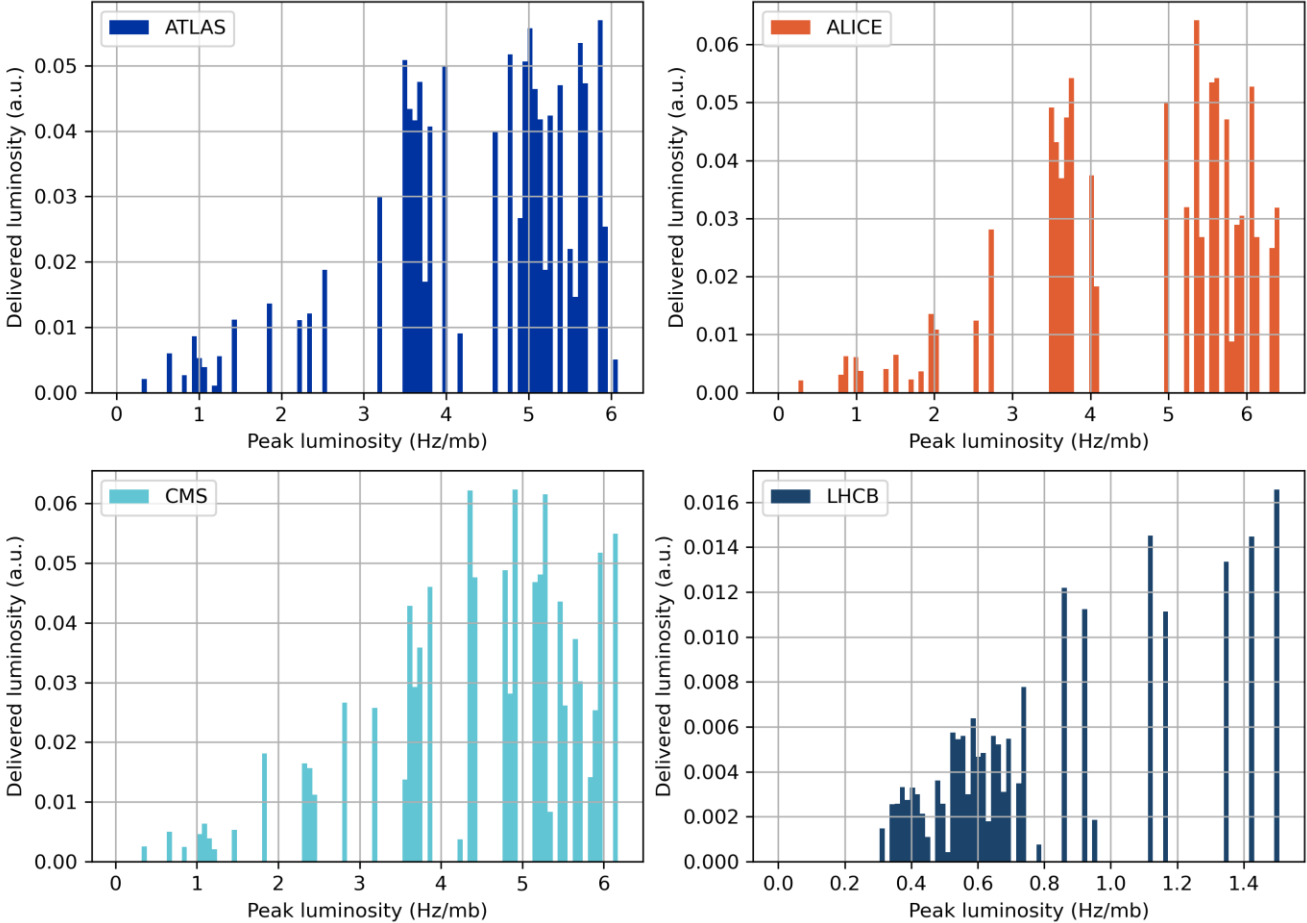 ATLAS
Delivered luminosity (a.u.)
0.05
0.04
0.03
0.02
0.01
0.00
0 1 2 3 4 5 6
Peak luminosity (Hz/mb)
ALICE
Delivered luminosity (a.u.)
0.06
0.05
0.04
0.03
0.02
0.01
0.00
0 1 2 3 4 5 6
Peak luminosity (Hz/mb)
CMS
Delivered luminosity (a.u.)
0.06
0.05
0.04
0.03
0.02
0.01
0.00
0 1 2 3 4 5 6
Peak luminosity (Hz/mb)
LHCB
Delivered luminosity (a.u.)
0.016
0.014
0.012
0.010
0.008
0.006
0.004
0.002
0.000
0.0 0.2 0.4 0.6 0.8 1.0 1.2 1.4
Peak luminosity (Hz/mb)